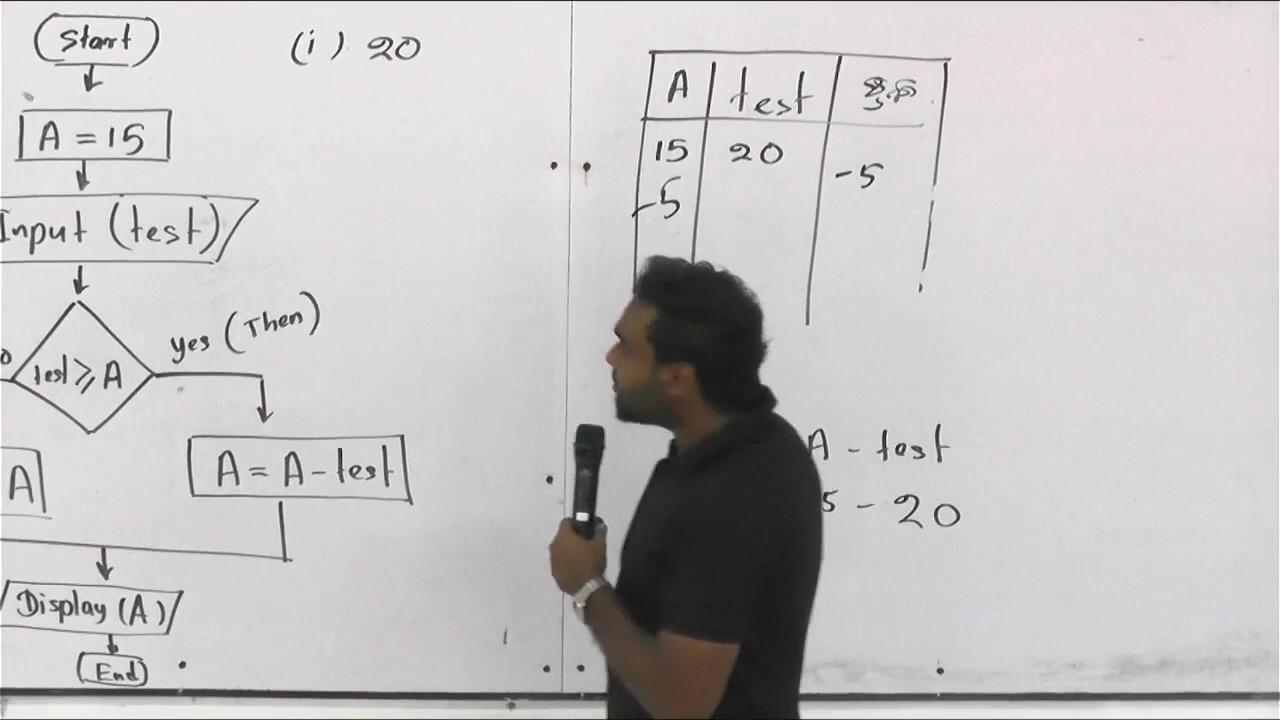 Start
(i) 20
A = 15
Input (test)
test ⩾ A
yes (Then)
A = A - test
A
Display (A)
End
A test
15 20 -5
-5
A - test
5 - 20